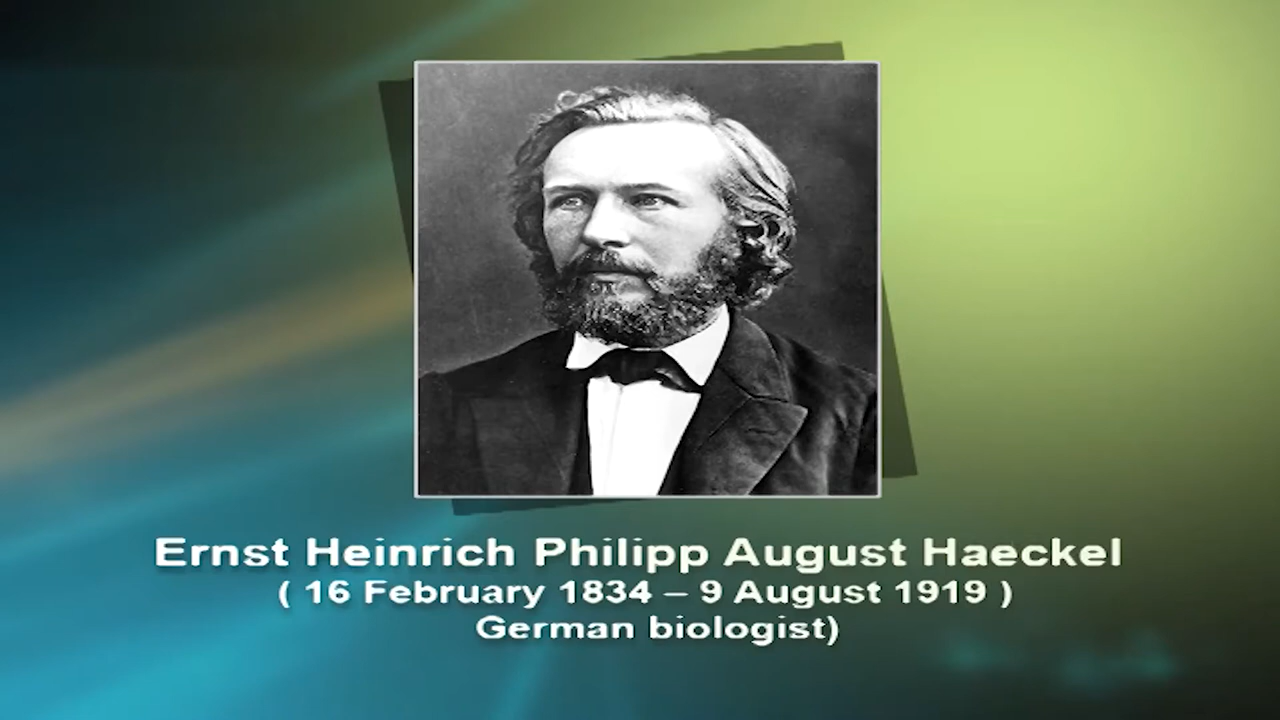 Ernst Heinrich Philipp August Haeckel
( 16 February 1834 – 9 August 1919 )
German biologist)